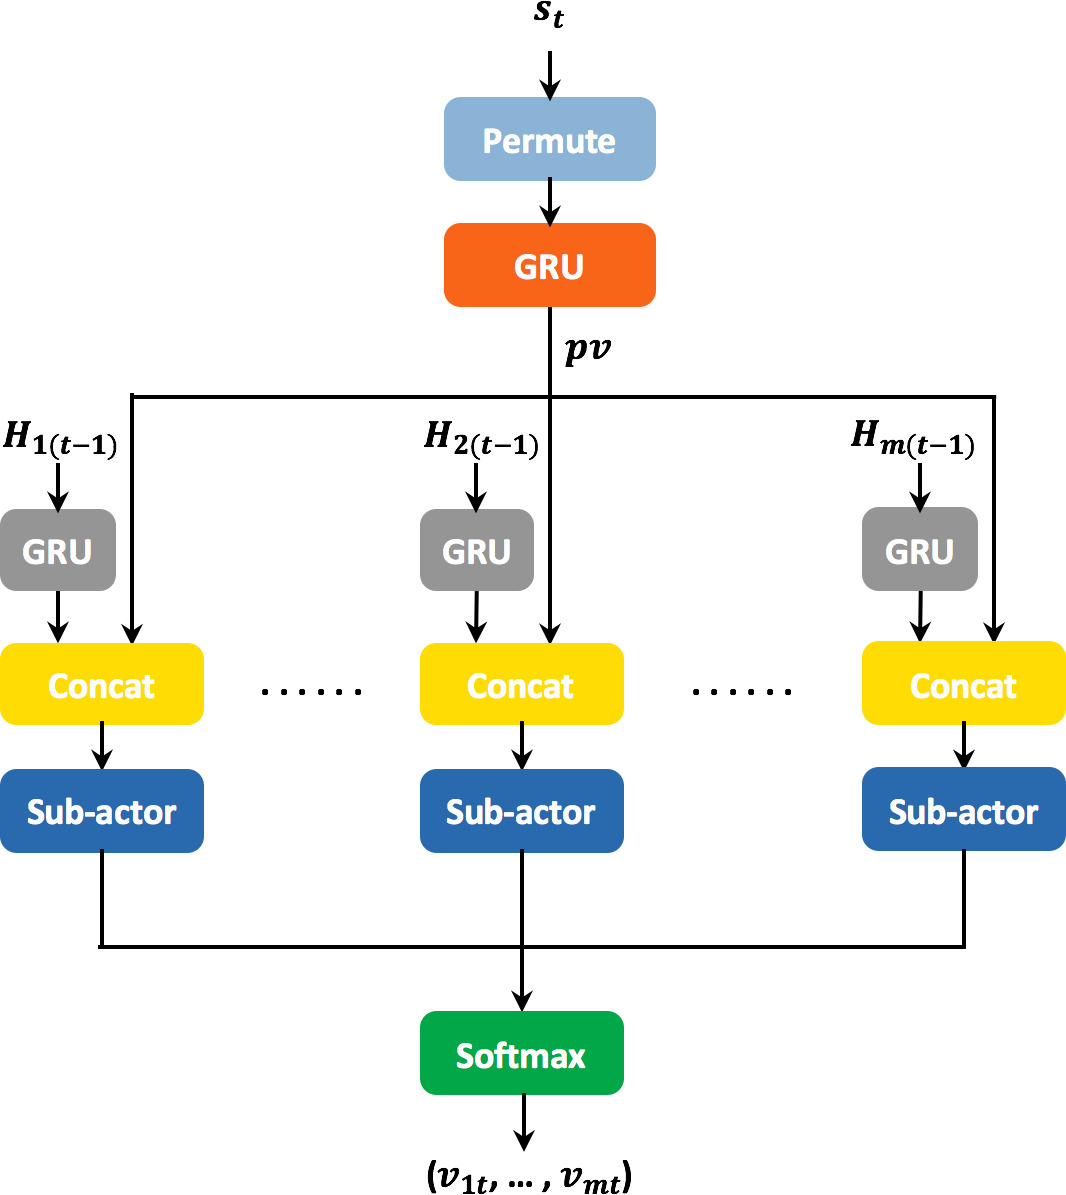 s_t
Permute
GRU
pv
H_{1(t−1)} H_{2(t−1)} H_{m(t−1)}
GRU GRU GRU
Concat ...... Concat ...... Concat
Sub-actor Sub-actor Sub-actor
Softmax
(v_{1t}, … , v_{mt})